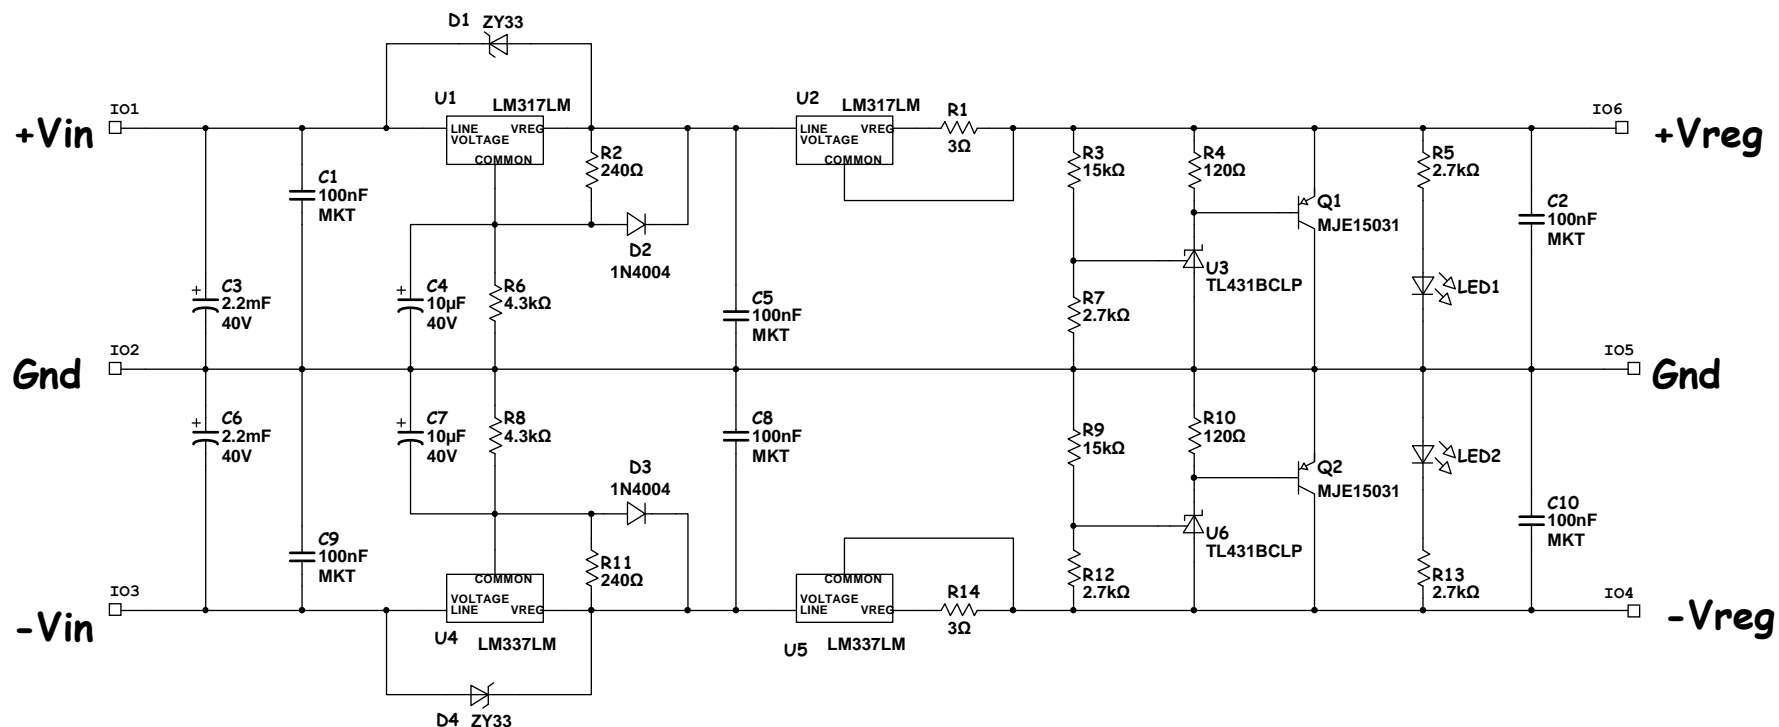 D1 ZY33
IO1
+Vin
U1 LM317LM
LINE VREG
VOLTAGE
COMMON
R2
240Ω
U2 LM317LM
LINE VREG
VOLTAGE
COMMON
R1
3Ω
IO6
+Vreg
C1
100nF
MKT
D2
1N4004
R3
15kΩ
R4
120Ω
Q1
MJE15031
R5
2.7kΩ
C2
100nF
MKT
+
C3
2.2mF
40V
+
C4
10µF
40V
R6
4.3kΩ
C5
100nF
MKT
R7
2.7kΩ
U3
TL431BCLP
LED1
IO2
Gnd
IO5
Gnd
+
C6
2.2mF
40V
+
C7
10µF
40V
R8
4.3kΩ
C8
100nF
MKT
R9
15kΩ
R10
120Ω
Q2
MJE15031
LED2
D3
1N4004
C9
100nF
MKT
R11
240Ω
R12
2.7kΩ
U6
TL431BCLP
R13
2.7kΩ
C10
100nF
MKT
IO3
-Vin
COMMON
VOLTAGE
LINE VREG
U4 LM337LM
COMMON
VOLTAGE
LINE VREG
U5 LM337LM
R14
3Ω
IO4
-Vreg
D4 ZY33